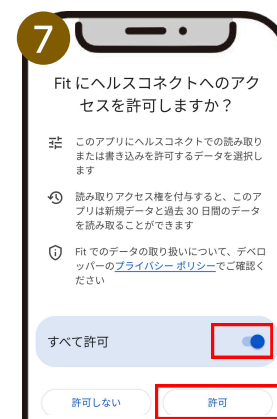 7
Fit にヘルスコネクトへのアク
セスを許可しますか？
このアプリにヘルスコネクトでの読み取り
または書き込みを許可するデータを選択し
ます
読み取りアクセス権を付与すると、このア
プリは新規データと過去 30 日間のデータ
を読み取ることができます
Fit でのデータの取り扱いについて、デベロ
ッパーのプライバシー ポリシーでご確認く
ださい
すべて許可
許可しない
許可